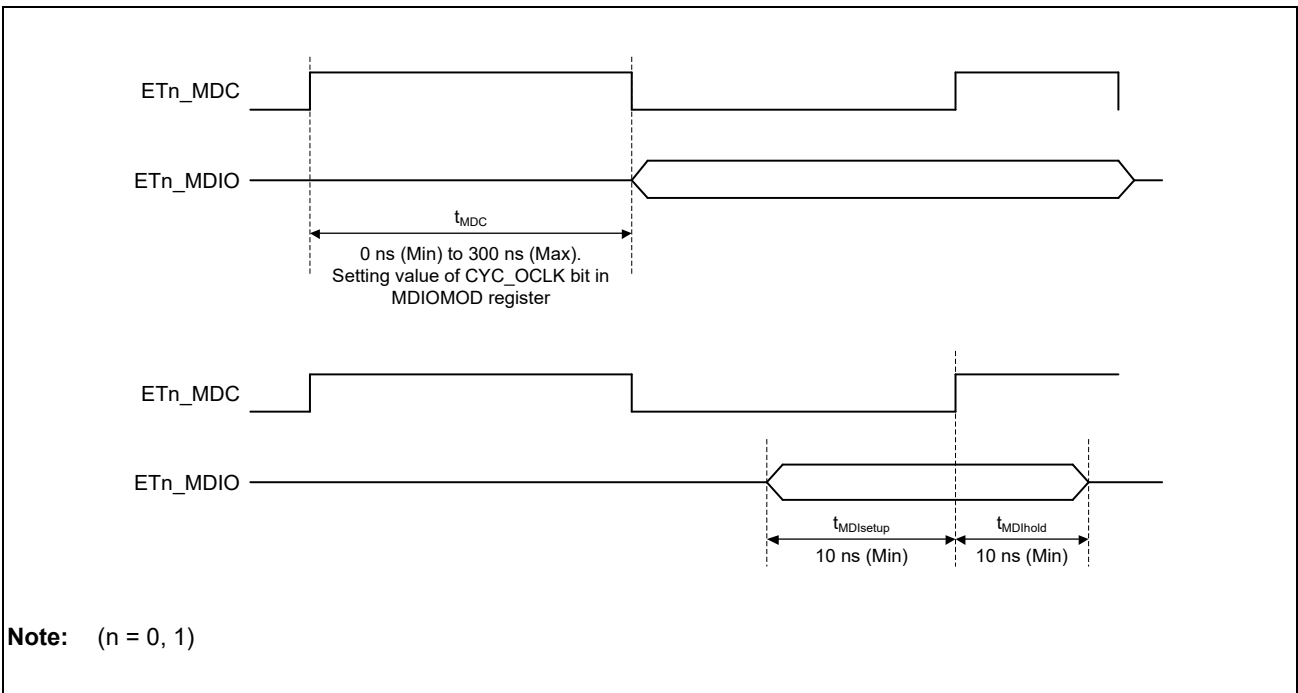 ETn_MDC
ETn_MDIO
tMDC
0 ns (Min) to 300 ns (Max).
Setting value of CYC_OCLK bit in
MDIOMOD register
ETn_MDC
ETn_MDIO
tMDIsetup tMDIhold
10 ns (Min) 10 ns (Min)
Note: (n = 0, 1)